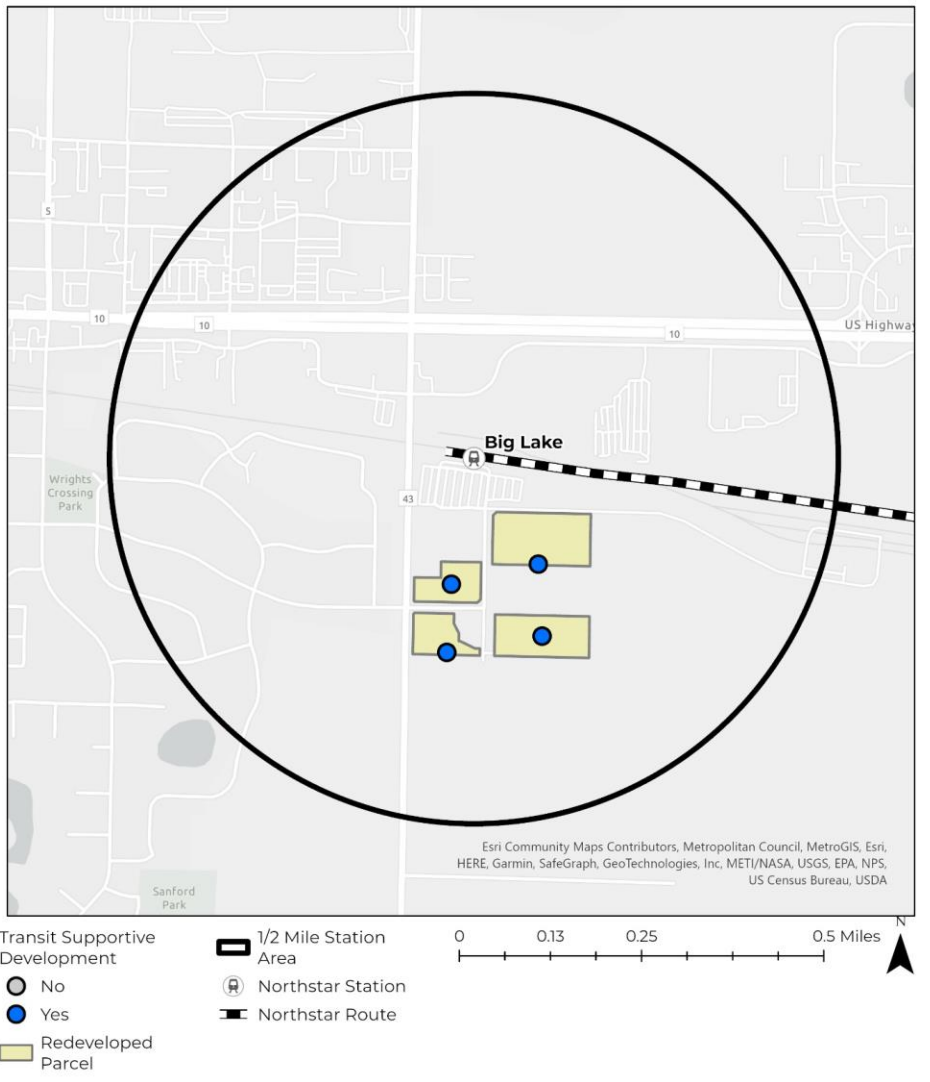 5
10
10
10
US Highway
Big Lake
Wrights
Crossing
Park
43
Sanford
Park
Esri Community Maps Contributors, Metropolitan Council, MetroGIS, Esri,
HERE, Garmin, SafeGraph, GeoTechnologies, Inc, METI/NASA, USGS, EPA, NPS,
US Census Bureau, USDA
Transit Supportive
Development
No
Yes
Redeveloped
Parcel
1/2 Mile Station
Area
Northstar Station
Northstar Route
0 0.13 0.25 0.5 Miles
N